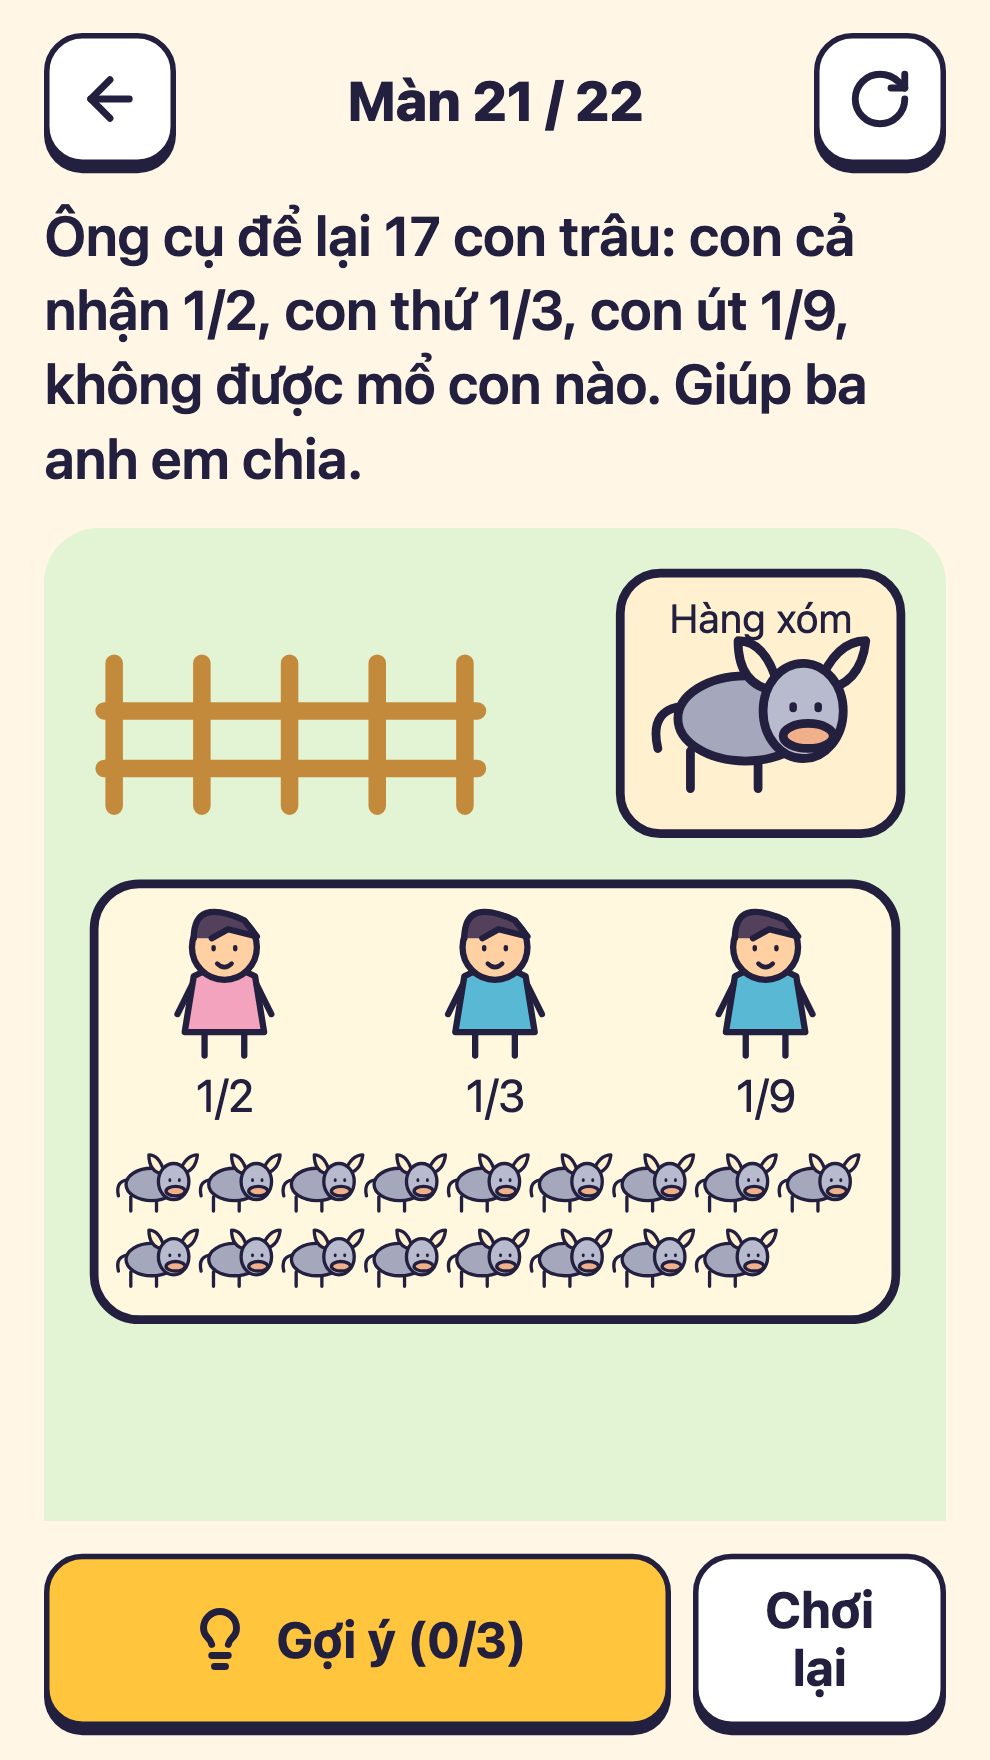 Màn 21 / 22
Ông cụ để lại 17 con trâu: con cả
nhận 1/2, con thứ 1/3, con út 1/9,
không được mổ con nào. Giúp ba
anh em chia.
Hàng xóm
1/2 1/3 1/9
Gợi ý (0/3)
Chơi
lại